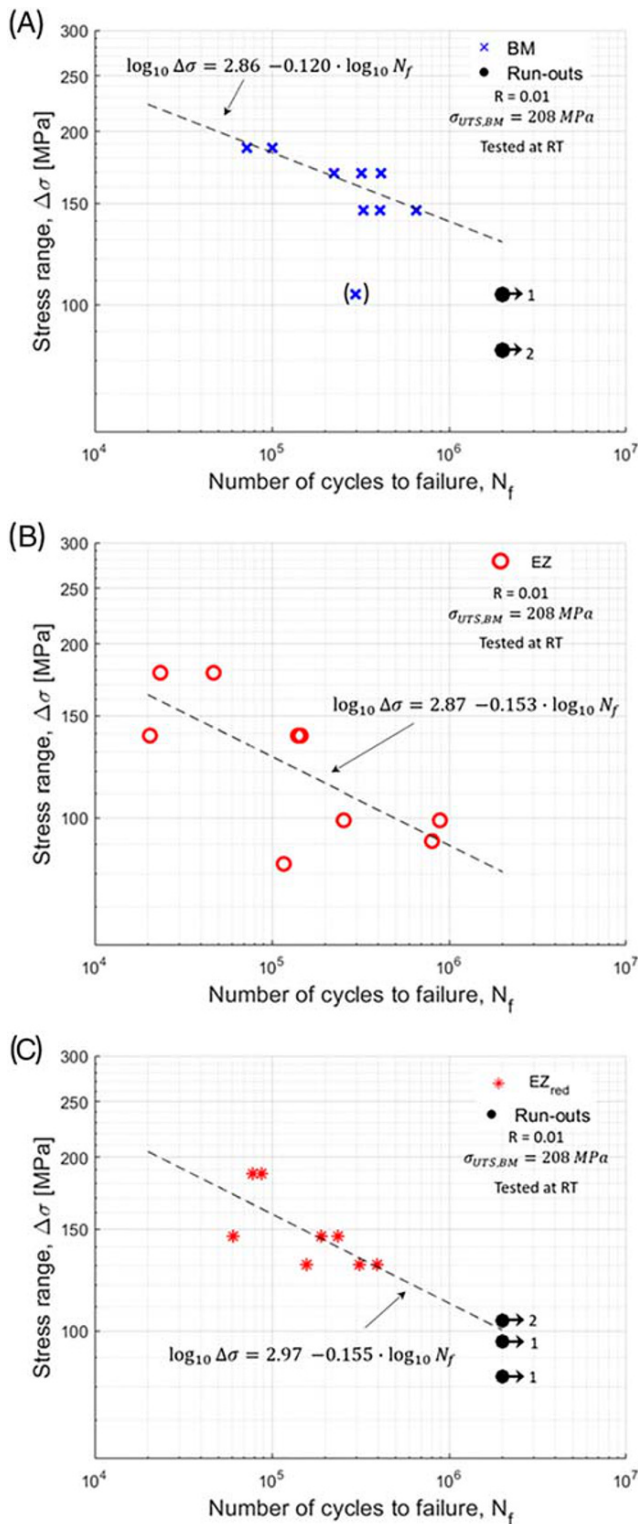 (A)
300
250
200
150
100
log₁₀ Δσ = 2.86 −0.120 · log₁₀ N_f
× BM
● Run-outs
R = 0.01
σ_UTS,BM = 208 MPa
Tested at RT
(×)
1
2
Stress range, Δσ [MPa]
10⁴ 10⁵ 10⁶ 10⁷
Number of cycles to failure, N_f
(B)
300
250
200
150
100
EZ
R = 0.01
σ_UTS,BM = 208 MPa
Tested at RT
log₁₀ Δσ = 2.87 −0.153 · log₁₀ N_f
Stress range, Δσ [MPa]
10⁴ 10⁵ 10⁶ 10⁷
Number of cycles to failure, N_f
(C)
300
250
200
150
100
EZ_red
Run-outs
R = 0.01
σ_UTS,BM = 208 MPa
Tested at RT
2
1
1
log₁₀ Δσ = 2.97 −0.155 · log₁₀ N_f
Stress range, Δσ [MPa]
10⁴ 10⁵ 10⁶ 10⁷
Number of cycles to failure, N_f